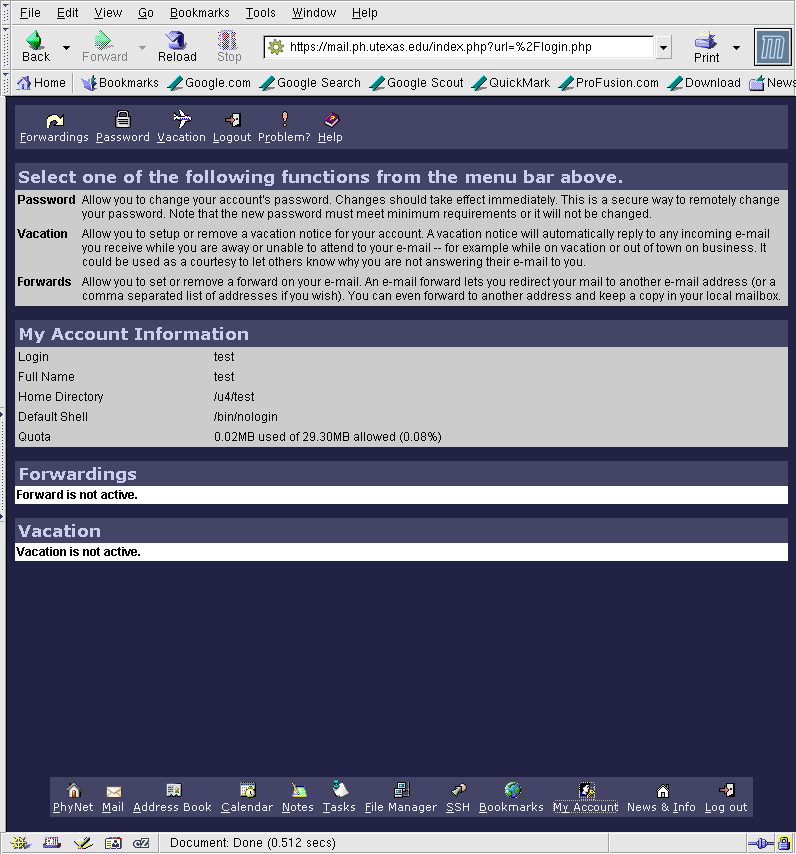 File Edit View Go Bookmarks Tools Window Help
Back Forward Reload Stop https://mail.ph.utexas.edu/index.php?url=%2Flogin.php Print m
Home Bookmarks Google.com Google Search Google Scout QuickMark ProFusion.com Download News
Forwardings Password Vacation Logout Problem? Help
Select one of the following functions from the menu bar above.
Password Allow you to change your account's password. Changes should take effect immediately. This is a secure way to remotely change
your password. Note that the new password must meet minimum requirements or it will not be changed.
Vacation Allow you to setup or remove a vacation notice for your account. A vacation notice will automatically reply to any incoming e-mail
you receive while you are away or unable to attend to your e-mail -- for example while on vacation or out of town on business. It
could be used as a courtesy to let others know why you are not answering their e-mail to you.
Forwards Allow you to set or remove a forward on your e-mail. An e-mail forward lets you redirect your mail to another e-mail address (or a
comma separated list of addresses if you wish). You can even forward to another address and keep a copy in your local mailbox.
My Account Information
Login test
Full Name test
Home Directory /u4/test
Default Shell /bin/nologin
Quota 0.02MB used of 29.30MB allowed (0.08%)
Forwardings
Forward is not active.
Vacation
Vacation is not active.
PhyNet Mail Address Book Calendar Notes Tasks File Manager SSH Bookmarks My Account News & Info Log out
cZ Document: Done (0.512 secs)